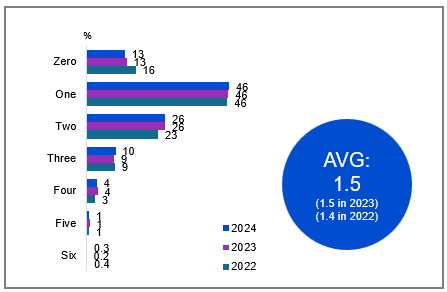 %
Zero
13
13
16
One
46
46
46
Two
26
26
23
Three
10
9
9
Four
4
4
3
Five
1
1
1
Six
0.3
0.2
0.4
2024
2023
2022
AVG:
1.5
(1.5 in 2023)
(1.4 in 2022)